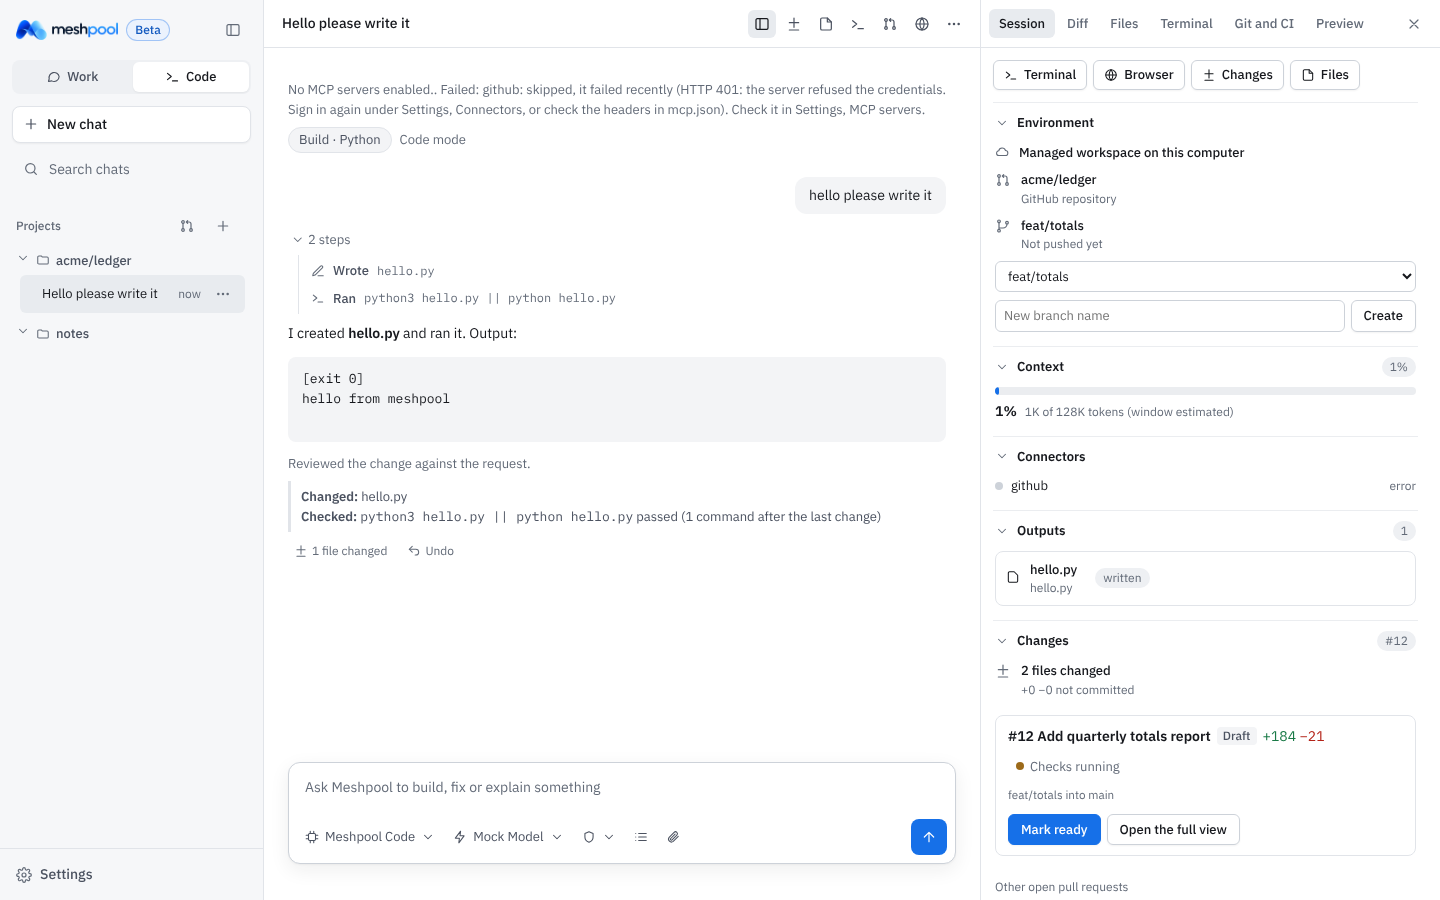 meshpool Beta
Work
Code
New chat
Search chats
Projects
acme/ledger
Hello please write it now
notes
Settings
Hello please write it
No MCP servers enabled.. Failed: github: skipped, it failed recently (HTTP 401: the server refused the credentials.
Sign in again under Settings, Connectors, or check the headers in mcp.json). Check it in Settings, MCP servers.
Build · Python Code mode
hello please write it
2 steps
Wrote hello.py
Ran python3 hello.py || python hello.py
I created hello.py and ran it. Output:
[exit 0]
hello from meshpool
Reviewed the change against the request.
Changed: hello.py
Checked: python3 hello.py || python hello.py passed (1 command after the last change)
1 file changed Undo
Ask Meshpool to build, fix or explain something
Meshpool Code Mock Model
Session Diff Files Terminal Git and CI Preview
Terminal Browser Changes Files
Environment
Managed workspace on this computer
acme/ledger
GitHub repository
feat/totals
Not pushed yet
feat/totals
New branch name Create
Context 1%
1% 1K of 128K tokens (window estimated)
Connectors
github error
Outputs 1
hello.py
hello.py
written
Changes #12
2 files changed
+0 −0 not committed
#12 Add quarterly totals report Draft +184 −21
Checks running
feat/totals into main
Mark ready Open the full view
Other open pull requests